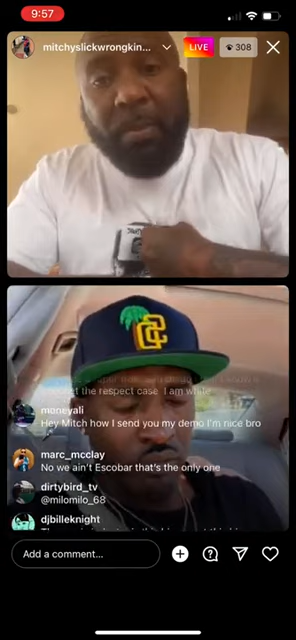 9:57
mitchyslickwrongkin...
LIVE
308
respect the respect case I am white
moneyali
Hey Mitch how I send you my demo I'm nice bro
marc_mcclay
No we ain't Escobar that's the only one
dirtybird_tv
@milomilo_68
djbilleknight
Add a comment...